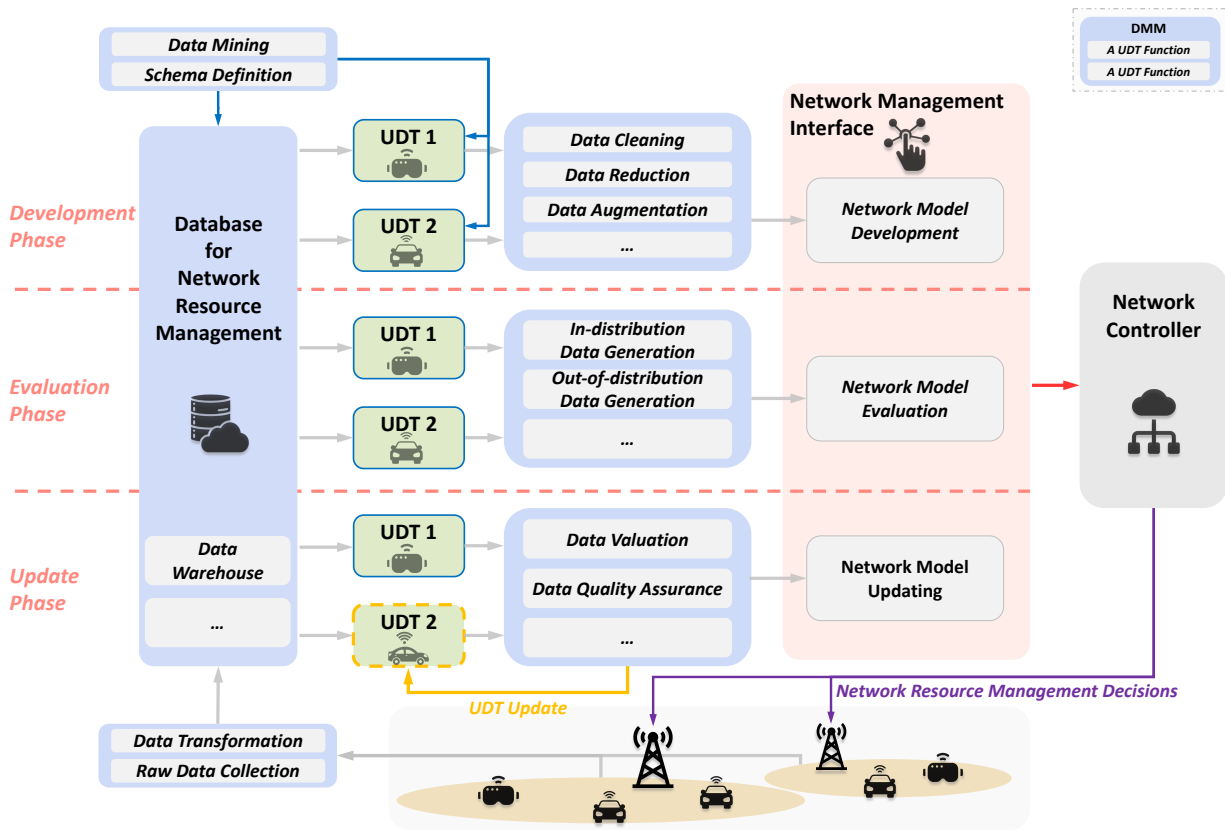 Data Mining
Schema Definition
DMM
A UDT Function
A UDT Function
Network Management
Interface
Development
Phase
Database
for
Network
Resource
Management
UDT 1
UDT 2
Data Cleaning
Data Reduction
Data Augmentation
...
Network Model
Development
Network
Controller
Evaluation
Phase
UDT 1
UDT 2
In-distribution
Data Generation
Out-of-distribution
Data Generation
...
Network Model
Evaluation
Update
Phase
Data
Warehouse
...
UDT 1
UDT 2
Data Valuation
Data Quality Assurance
...
Network Model
Updating
UDT Update
Network Resource Management Decisions
Data Transformation
Raw Data Collection